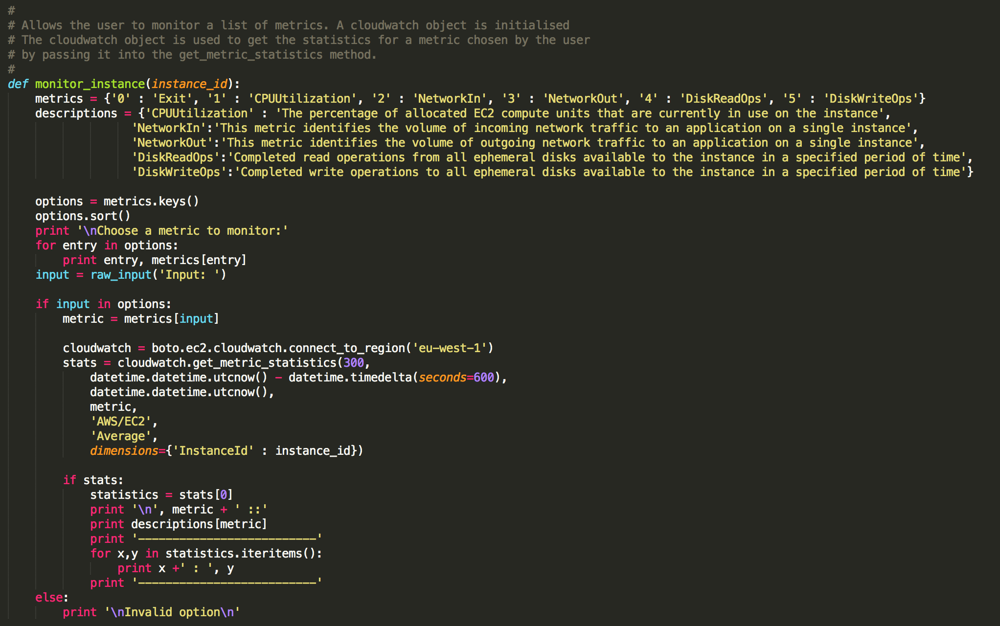 #
# Allows the user to monitor a list of metrics. A cloudwatch object is initialised
# The cloudwatch object is used to get the statistics for a metric chosen by the user
# by passing it into the get_metric_statistics method.
#
def monitor_instance(instance_id):
    metrics = {'0' : 'Exit', '1' : 'CPUUtilization', '2' : 'NetworkIn', '3' : 'NetworkOut', '4' : 'DiskReadOps', '5' : 'DiskWriteOps'}
    descriptions = {'CPUUtilization' : 'The percentage of allocated EC2 compute units that are currently in use on the instance',
                  'NetworkIn':'This metric identifies the volume of incoming network traffic to an application on a single instance',
                  'NetworkOut':'This metric identifies the volume of outgoing network traffic to an application on a single instance',
                  'DiskReadOps':'Completed read operations from all ephemeral disks available to the instance in a specified period of time',
                  'DiskWriteOps':'Completed write operations to all ephemeral disks available to the instance in a specified period of time'}

    options = metrics.keys()
    options.sort()
    print '\nChoose a metric to monitor:'
    for entry in options:
        print entry, metrics[entry]
    input = raw_input('Input: ')

    if input in options:
        metric = metrics[input]

        cloudwatch = boto.ec2.cloudwatch.connect_to_region('eu-west-1')
        stats = cloudwatch.get_metric_statistics(300,
            datetime.datetime.utcnow() - datetime.timedelta(seconds=600),
            datetime.datetime.utcnow(),
            metric,
            'AWS/EC2',
            'Average',
            dimensions={'InstanceId' : instance_id})

        if stats:
            statistics = stats[0]
            print '\n', metric + ' ::'
            print descriptions[metric]
            print '--------------------------'
            for x,y in statistics.iteritems():
                print x +' : ', y
            print '--------------------------'
    else:
        print '\nInvalid option\n'